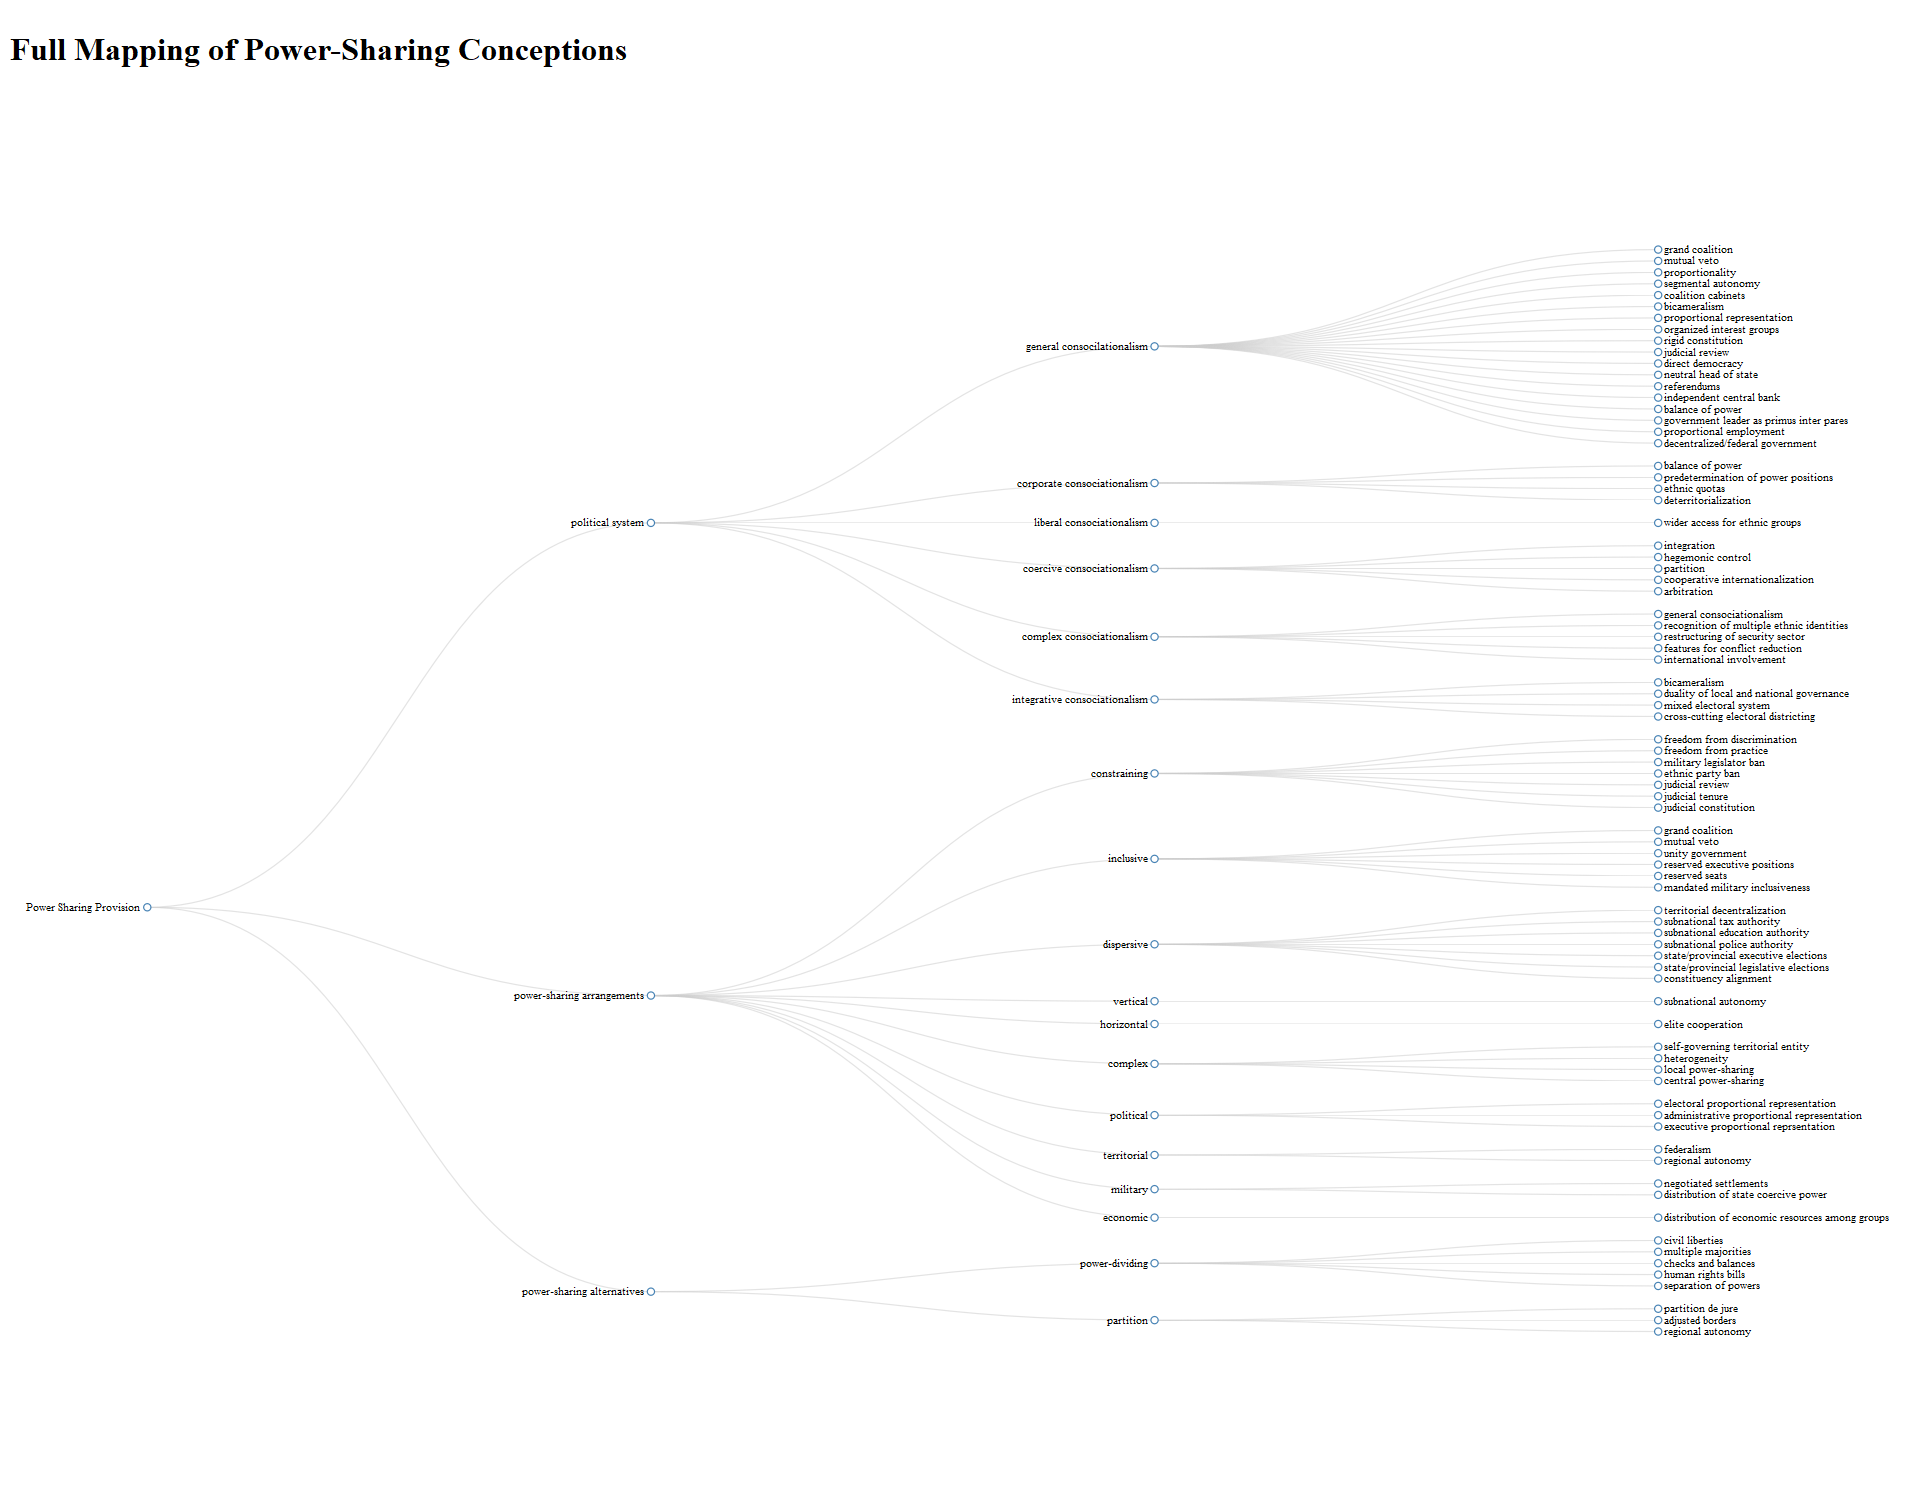 Full Mapping of Power-Sharing Conceptions
Power Sharing Provision
political system
general consocilationalism
grand coalition
mutual veto
proportionality
segmental autonomy
coalition cabinets
bicameralism
proportional representation
organized interest groups
rigid constitution
judicial review
direct democracy
neutral head of state
referendums
independent central bank
balance of power
government leader as primus inter pares
proportional employment
decentralized/federal government
corporate consociationalism
balance of power
predetermination of power positions
ethnic quotas
deterritorialization
liberal consociationalism
wider access for ethnic groups
coercive consociationalism
integration
hegemonic control
partition
cooperative internationalization
arbitration
complex consociationalism
general consociationalism
recognition of multiple ethnic identities
restructuring of security sector
features for conflict reduction
international involvement
integrative consociationalism
bicameralism
duality of local and national governance
mixed electoral system
cross-cutting electoral districting
power-sharing arrangements
constraining
freedom from discrimination
freedom from practice
military legislator ban
ethnic party ban
judicial review
judicial tenure
judicial constitution
inclusive
grand coalition
mutual veto
unity government
reserved executive positions
reserved seats
mandated military inclusiveness
dispersive
territorial decentralization
subnational tax authority
subnational education authority
subnational police authority
state/provincial executive elections
state/provincial legislative elections
constituency alignment
vertical
subnational autonomy
horizontal
elite cooperation
complex
self-governing territorial entity
heterogeneity
local power-sharing
central power-sharing
political
electoral proportional representation
administrative proportional representation
executive proportional reprsentation
territorial
federalism
regional autonomy
military
negotiated settlements
distribution of state coercive power
economic
distribution of economic resources among groups
power-sharing alternatives
power-dividing
civil liberties
multiple majorities
checks and balances
human rights bills
separation of powers
partition
partition de jure
adjusted borders
regional autonomy